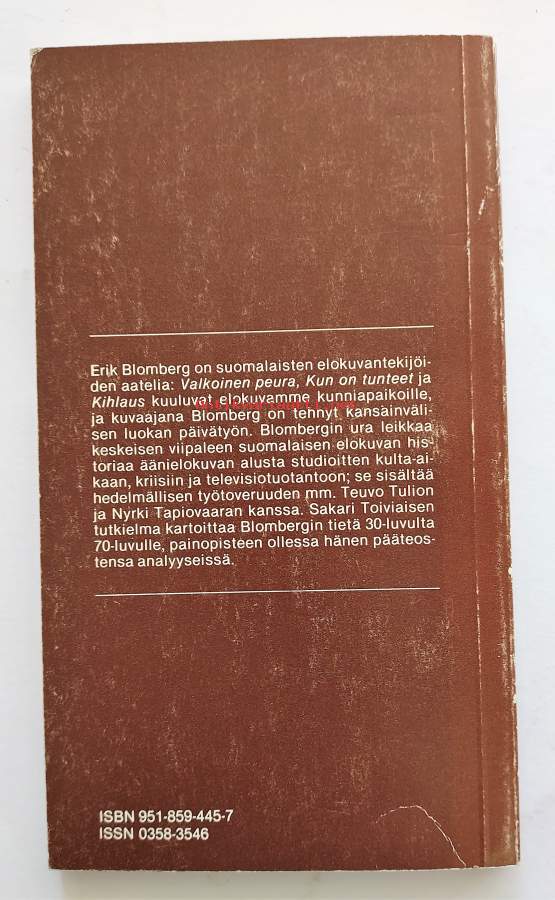 Erik Blomberg on suomalaisten elokuvantekijöi-
den aatelia: Valkoinen peura, Kun on tunteet ja
Kihlaus kuuluvat elokuvamme kunniapaikoille,
ja kuvaajana Blomberg on tehnyt kansainväli-
sen luokan päivätyön. Blombergin ura leikkaa
keskeisen viipaleen suomalaisen elokuvan his-
toriaa äänielokuvan alusta studioitten kulta-ai-
kaan, kriisiin ja televisiotuotantoon; se sisältää
hedelmällisen työtoveruuden mm. Teuvo Tulion
ja Nyrki Tapiovaaran kanssa. Sakari Toiviaisen
tutkielma kartoittaa Blombergin tietä 30-luvulta
70-luvulle, painopisteen ollessa hänen pääteos-
tensa analyyseissä.
ISBN 951-859-445-7
ISSN 0358-3546